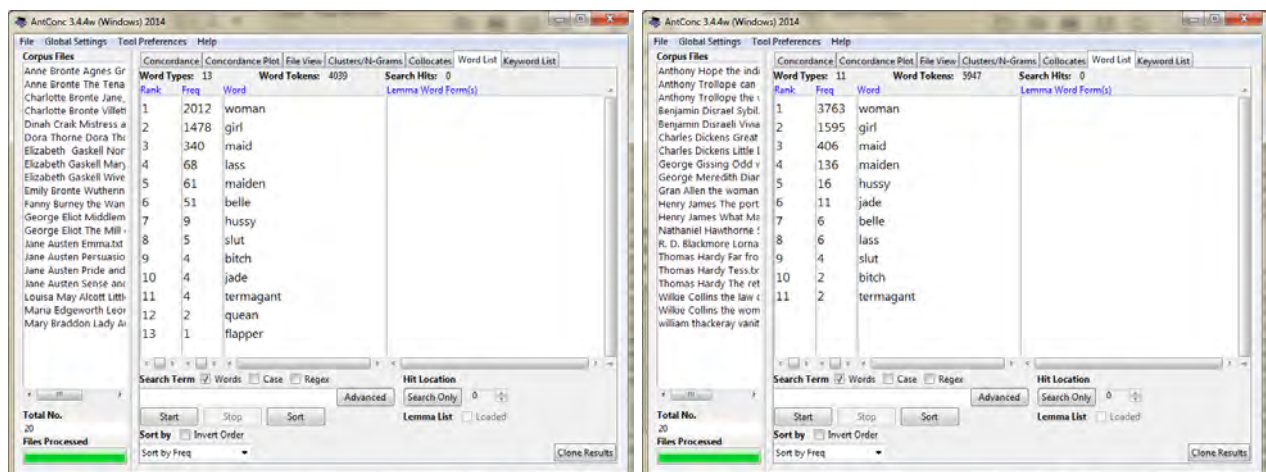 AntConc 3.4.4w (Windows) 2014
File Global Settings Tool Preferences Help
Corpus Files
Anne Bronte Agnes Gr
Anne Bronte The Tena
Charlotte Bronte Jane_
Charlotte Bronte Villett
Dinah Craik Mistress a
Dora Thorne Dora Tho
Elizabeth Gaskell Nor
Elizabeth Gaskell Mary
Elizabeth Gaskell Wive
Emily Bronte Wutherin
Fanny Burney the Wan
George Eliot Middlem
George Eliot The Mill
Jane Austen Emma.txt
Jane Austen Persuasio
Jane Austen Pride and
Jane Austen Sense and
Louisa May Alcott Littl
Maria Edgeworth Leor
Mary Braddon Lady Au
Total No.
20
Files Processed
Concordance Concordance Plot File View Clusters/N-Grams Collocates Word List Keyword List
Word Types: 13 Word Tokens: 4039 Search Hits: 0
Rank Freq Word Lemma Word Form(s)
1 2012 woman
2 1478 girl
3 340 maid
4 68 lass
5 61 maiden
6 51 belle
7 9 hussy
8 5 slut
9 4 bitch
10 4 jade
11 4 termagant
12 2 quean
13 1 flapper
Search Term Words Case Regex Hit Location
Advanced Search Only 0
Start Stop Sort Lemma List Loaded
Sort by Invert Order
Sort by Freq Clone Results
AntConc 3.4.4w (Windows) 2014
File Global Settings Tool Preferences Help
Corpus Files
Anthony Hope the indi
Anthony Trollope can
Anthony Trollope the
Benjamin Disrael Sybil.
Benjamin Disraeli Vivia
Charles Dickens Great
Charles Dickens Little
George Gissing Odd
George Meredith Diar
Gran Allen the woman
Henry James The port
Henry James What Ma
Nathaniel Hawthorne
R. D. Blackmore Lorna
Thomas Hardy Far fro
Thomas Hardy Tess.tx
Thomas Hardy The ret
Wilkie Collins the law
Wilkie Collins the wom
william thackeray vanit
Total No.
20
Files Processed
Concordance Concordance Plot File View Clusters/N-Grams Collocates Word List Keyword List
Word Types: 11 Word Tokens: 5947 Search Hits: 0
Rank Freq Word Lemma Word Form(s)
1 3763 woman
2 1595 girl
3 406 maid
4 136 maiden
5 16 hussy
6 11 jade
7 6 belle
8 6 lass
9 4 slut
10 2 bitch
11 2 termagant
Search Term Words Case Regex Hit Location
Advanced Search Only 0
Start Stop Sort Lemma List Loaded
Sort by Invert Order
Sort by Freq Clone Results